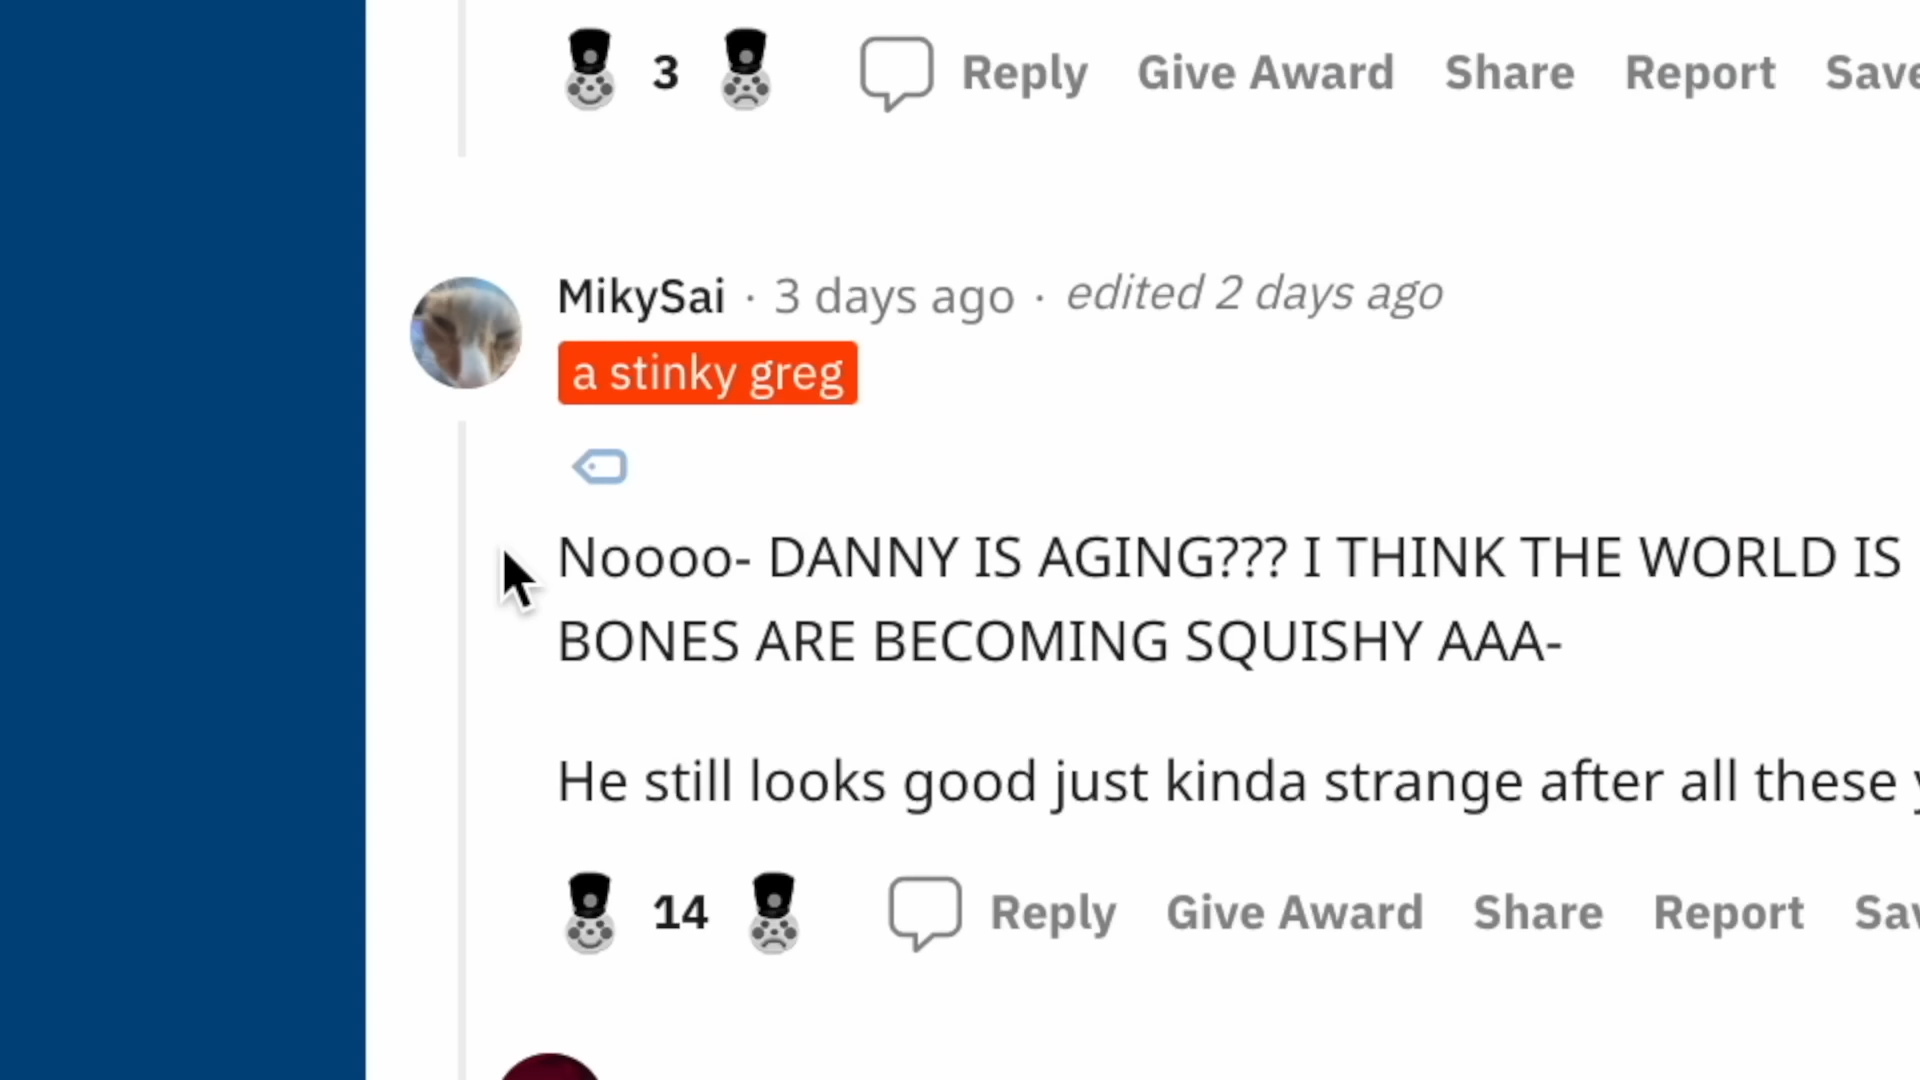 3 Reply Give Award Share Report Save
MikySai · 3 days ago · edited 2 days ago
a stinky greg
Noooo- DANNY IS AGING??? I THINK THE WORLD IS
BONES ARE BECOMING SQUISHY AAA-
He still looks good just kinda strange after all these
14 Reply Give Award Share Report Sav